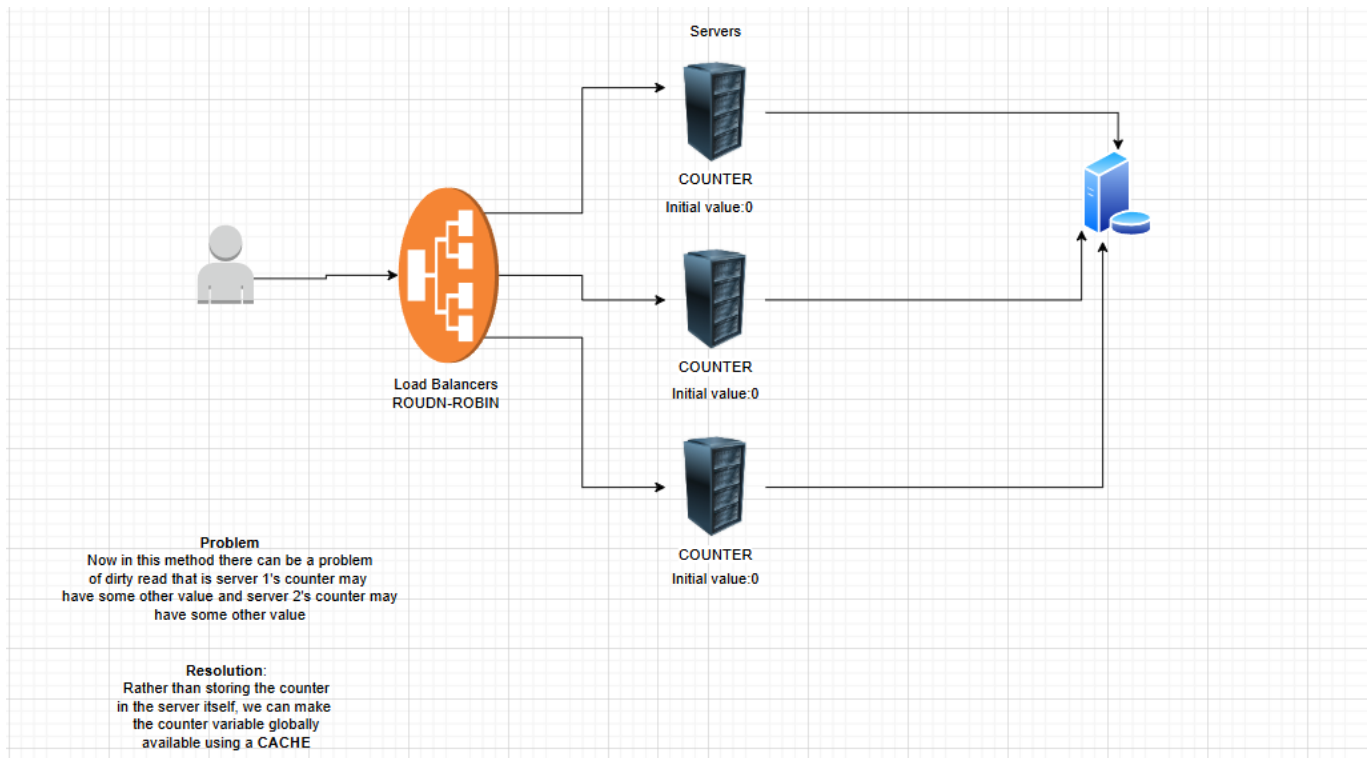 Servers
COUNTER
Initial value:0
COUNTER
Initial value:0
Load Balancers
ROUDN-ROBIN
COUNTER
Initial value:0
Problem
Now in this method there can be a problem
of dirty read that is server 1's counter may
have some other value and server 2's counter may
have some other value
Resolution:
Rather than storing the counter
in the server itself, we can make
the counter variable globally
available using a CACHE